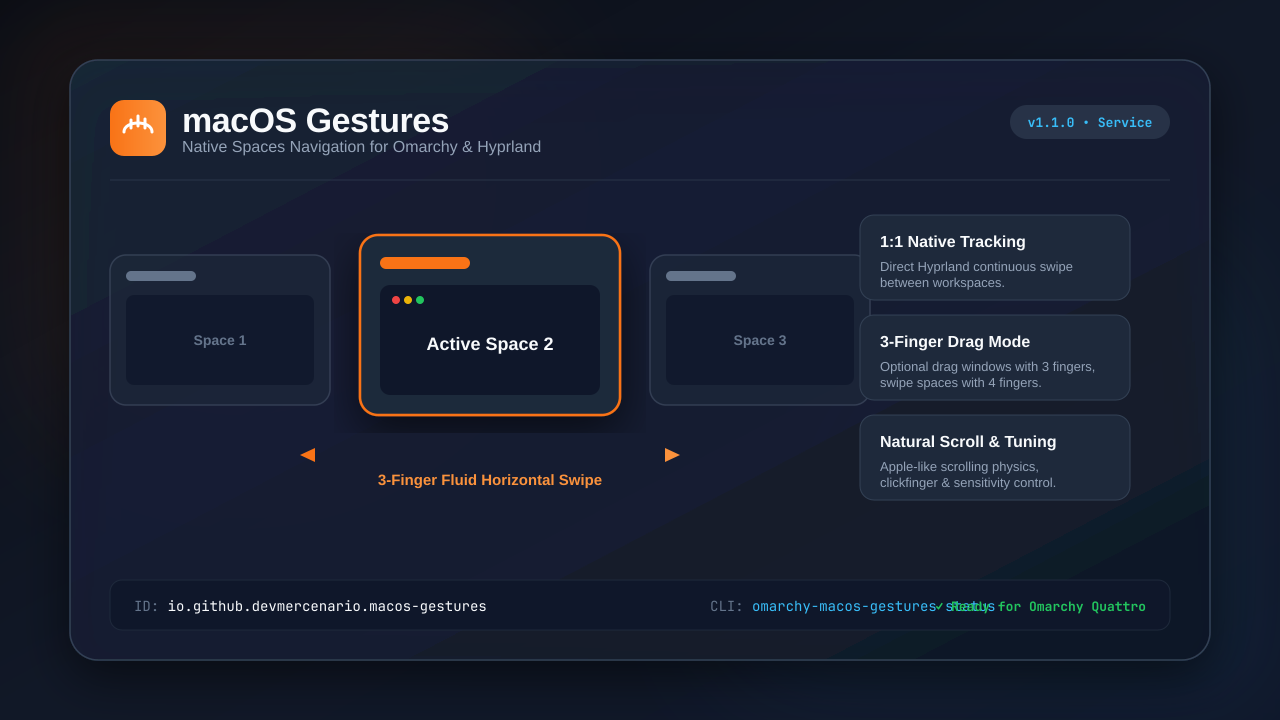 macOS Gestures
Native Spaces Navigation for Omarchy & Hyprland
v1.1.0 • Service
Space 1
Active Space 2
Space 3
3-Finger Fluid Horizontal Swipe
1:1 Native Tracking
Direct Hyprland continuous swipe
between workspaces.
3-Finger Drag Mode
Optional drag windows with 3 fingers,
swipe spaces with 4 fingers.
Natural Scroll & Tuning
Apple-like scrolling physics,
clickfinger & sensitivity control.
ID: io.github.devmercenario.macos-gestures
CLI: omarchy-macos-gestures status
✓ Ready for Omarchy Quattro